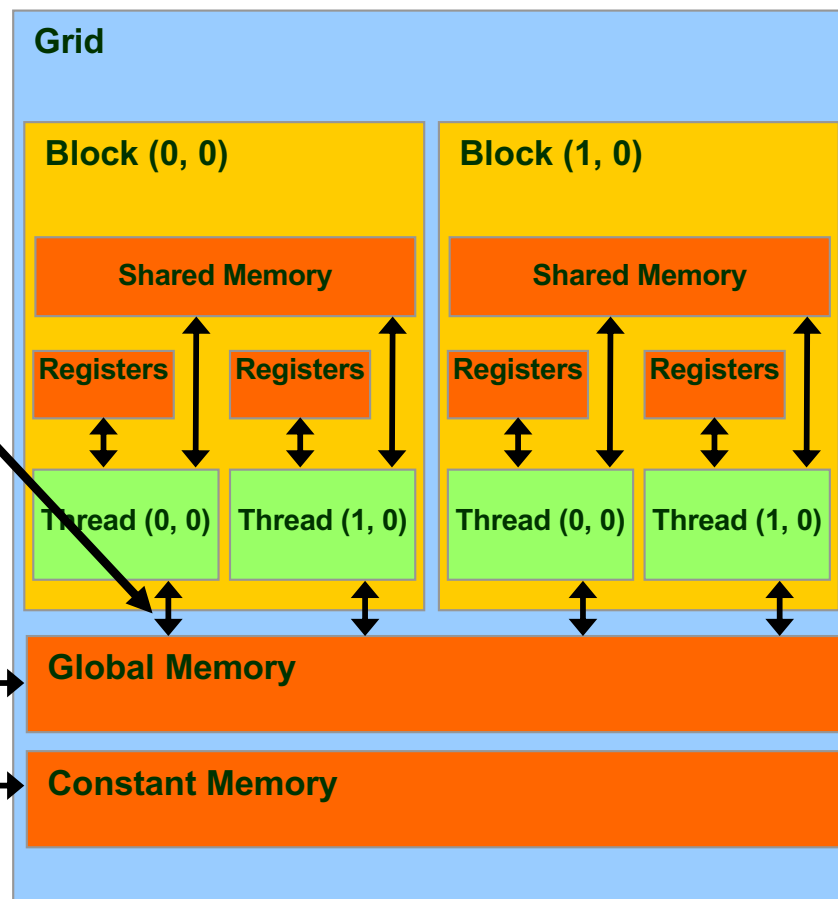 Grid
Block (0, 0)
Block (1, 0)
Shared Memory
Shared Memory
Registers
Registers
Registers
Registers
Thread (0, 0)
Thread (1, 0)
Thread (0, 0)
Thread (1, 0)
Global Memory
Constant Memory